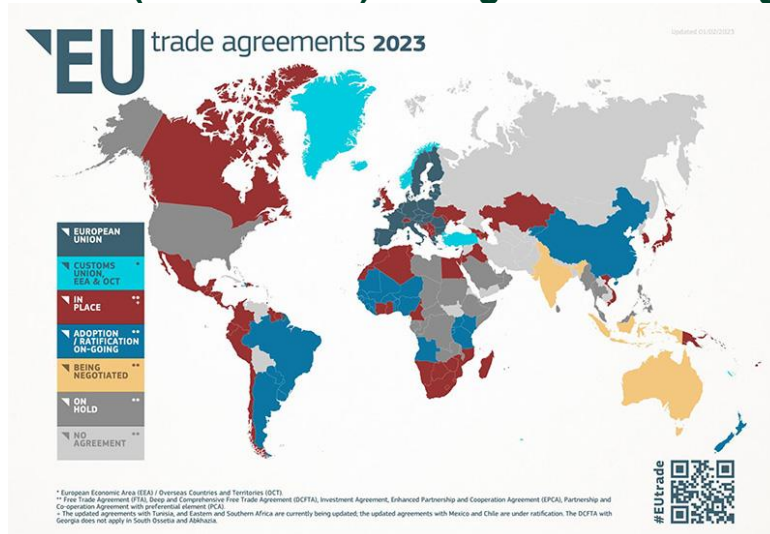 EU trade agreements 2023
Updated 01/02/2023
EUROPEAN
UNION
CUSTOMS *
UNION,
EEA & OCT
IN **
PLACE
ADOPTION **
/ RATIFICATION
ON-GOING
BEING **
NEGOTIATED
ON **
HOLD
NO **
AGREEMENT
#EUtrade
* European Economic Area (EEA) / Overseas Countries and Territories (OCT).
** Free Trade Agreement (FTA), Deep and Comprehensive Free Trade Agreement (DCFTA), Investment Agreement, Enhanced Partnership and Cooperation Agreement (EPCA), Partnership and
Co-operation Agreement with preferential element (PCA).
The updated agreements with Tunisia, and Eastern and Southern Africa are currently being updated; the updated agreements with Mexico and Chile are under ratification. The DCFTA with
Georgia does not apply in South Ossetia and Abkhazia.